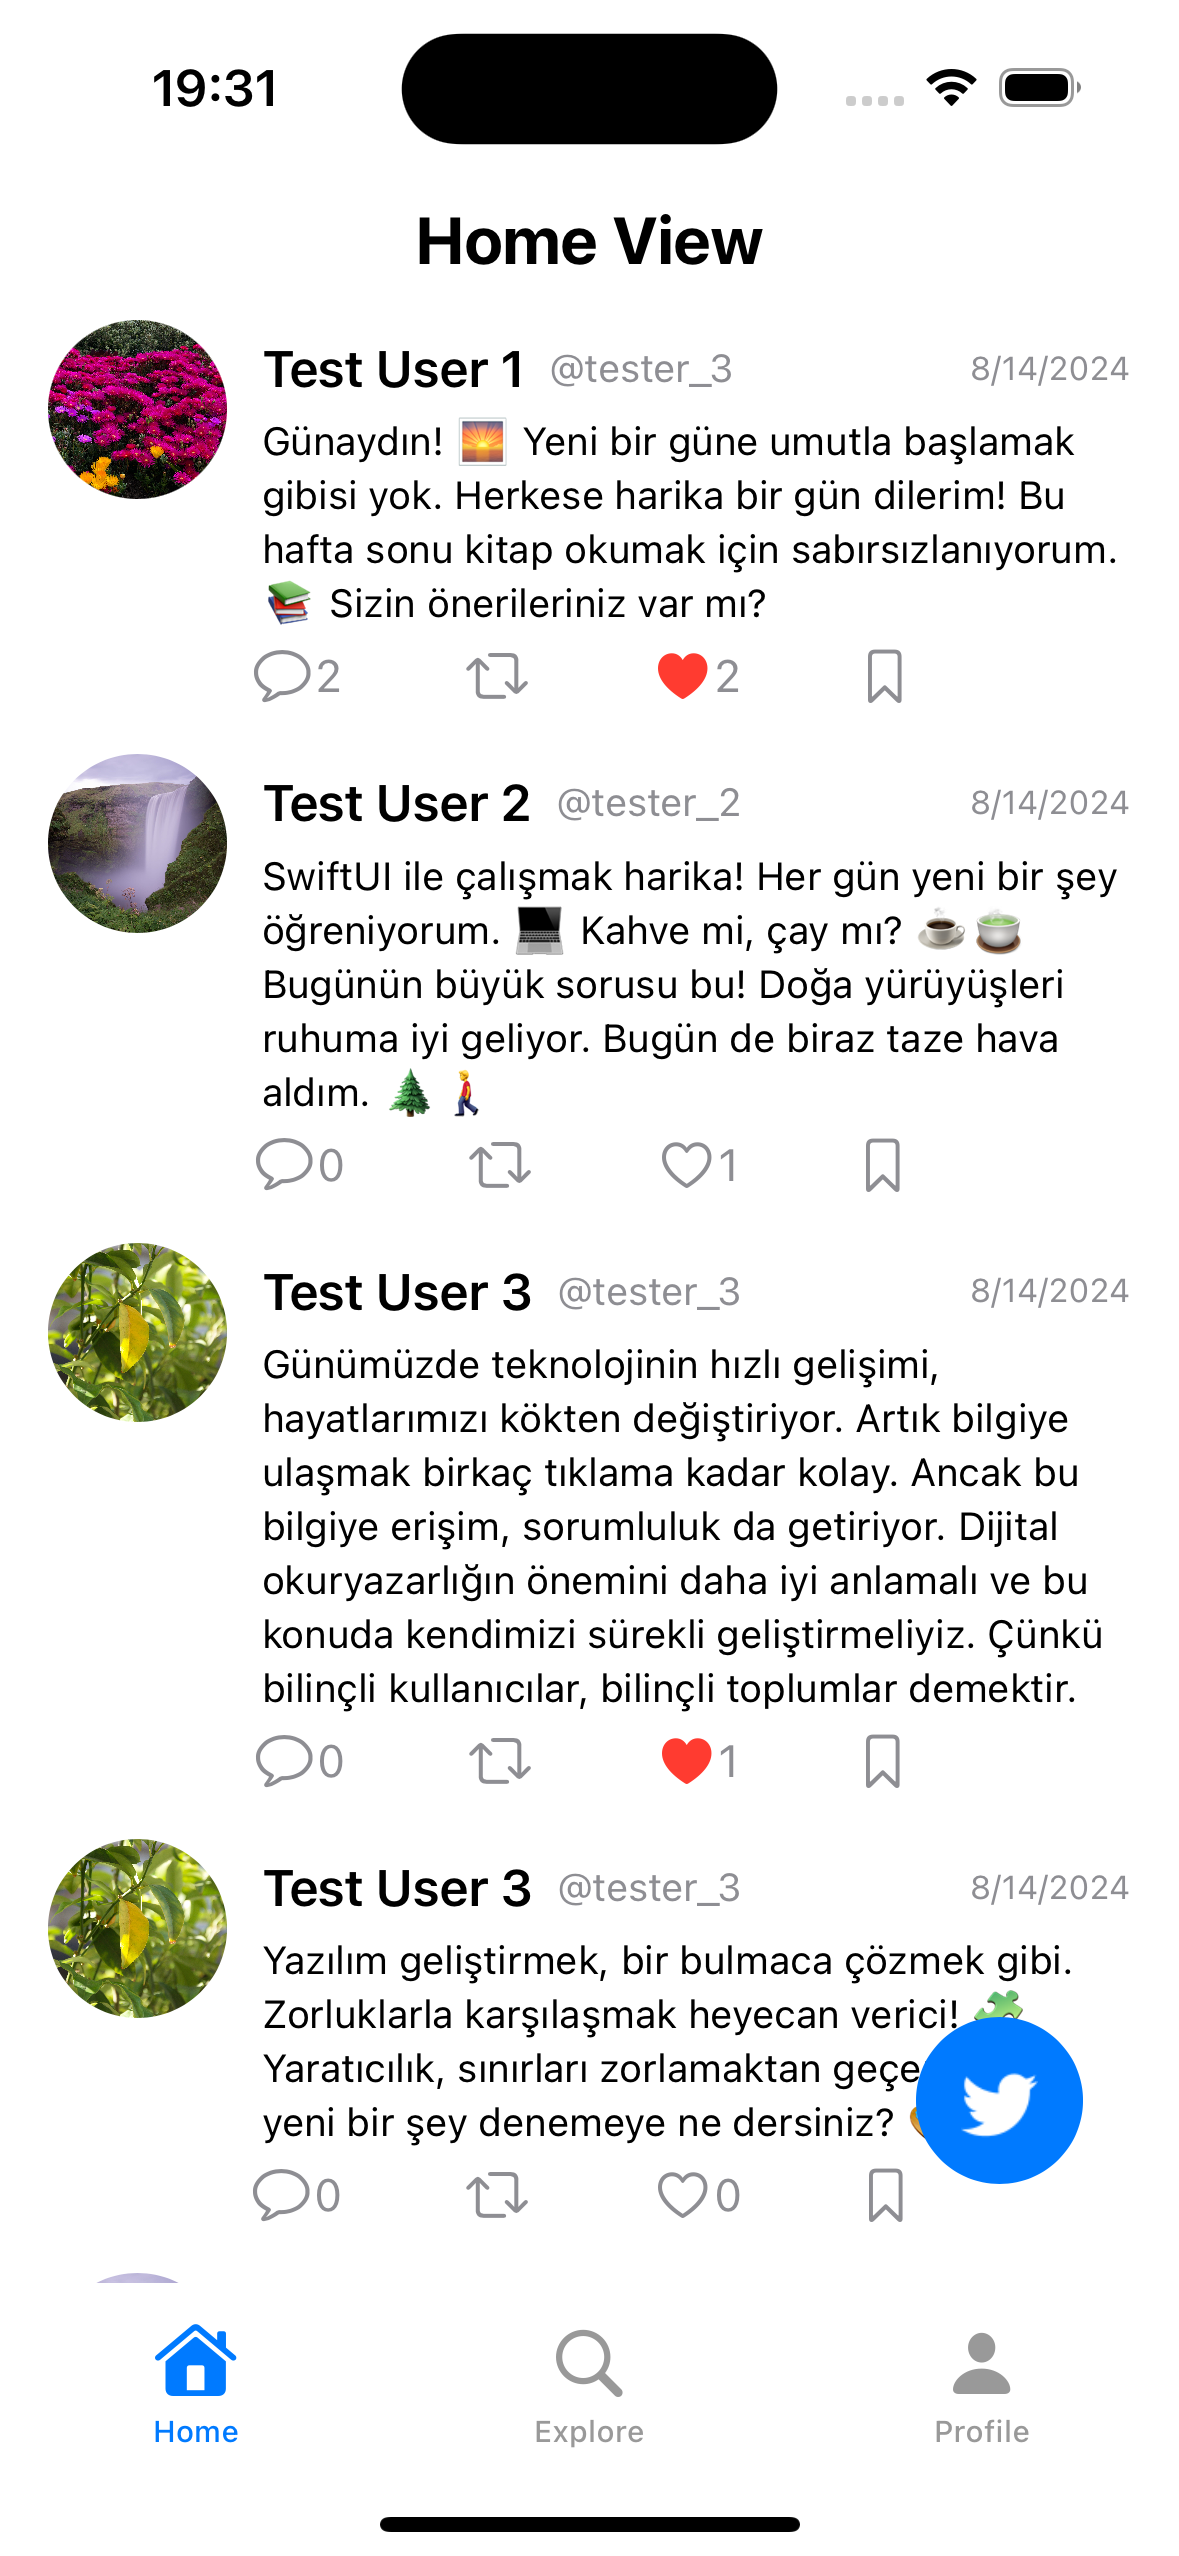 19:31
Home View
Test User 1 @tester_3 8/14/2024
Günaydın! 🌅 Yeni bir güne umutla başlamak
gibisi yok. Herkese harika bir gün dilerim! Bu
hafta sonu kitap okumak için sabırsızlanıyorum.
📚 Sizin önerileriniz var mı?
2 2
Test User 2 @tester_2 8/14/2024
SwiftUI ile çalışmak harika! Her gün yeni bir şey
öğreniyorum. 💻 Kahve mi, çay mı? ☕🍵
Bugünün büyük sorusu bu! Doğa yürüyüşleri
ruhuma iyi geliyor. Bugün de biraz taze hava
aldım. 🌲🚶
0 1
Test User 3 @tester_3 8/14/2024
Günümüzde teknolojinin hızlı gelişimi,
hayatlarımızı kökten değiştiriyor. Artık bilgiye
ulaşmak birkaç tıklama kadar kolay. Ancak bu
bilgiye erişim, sorumluluk da getiriyor. Dijital
okuryazarlığın önemini daha iyi anlamalı ve bu
konuda kendimizi sürekli geliştirmeliyiz. Çünkü
bilinçli kullanıcılar, bilinçli toplumlar demektir.
0 1
Test User 3 @tester_3 8/14/2024
Yazılım geliştirmek, bir bulmaca çözmek gibi.
Zorluklarla karşılaşmak heyecan verici! 🧩
Yaratıcılık, sınırları zorlamaktan
yeni bir şey denemeye ne dersiniz?
0 0
Home Explore Profile